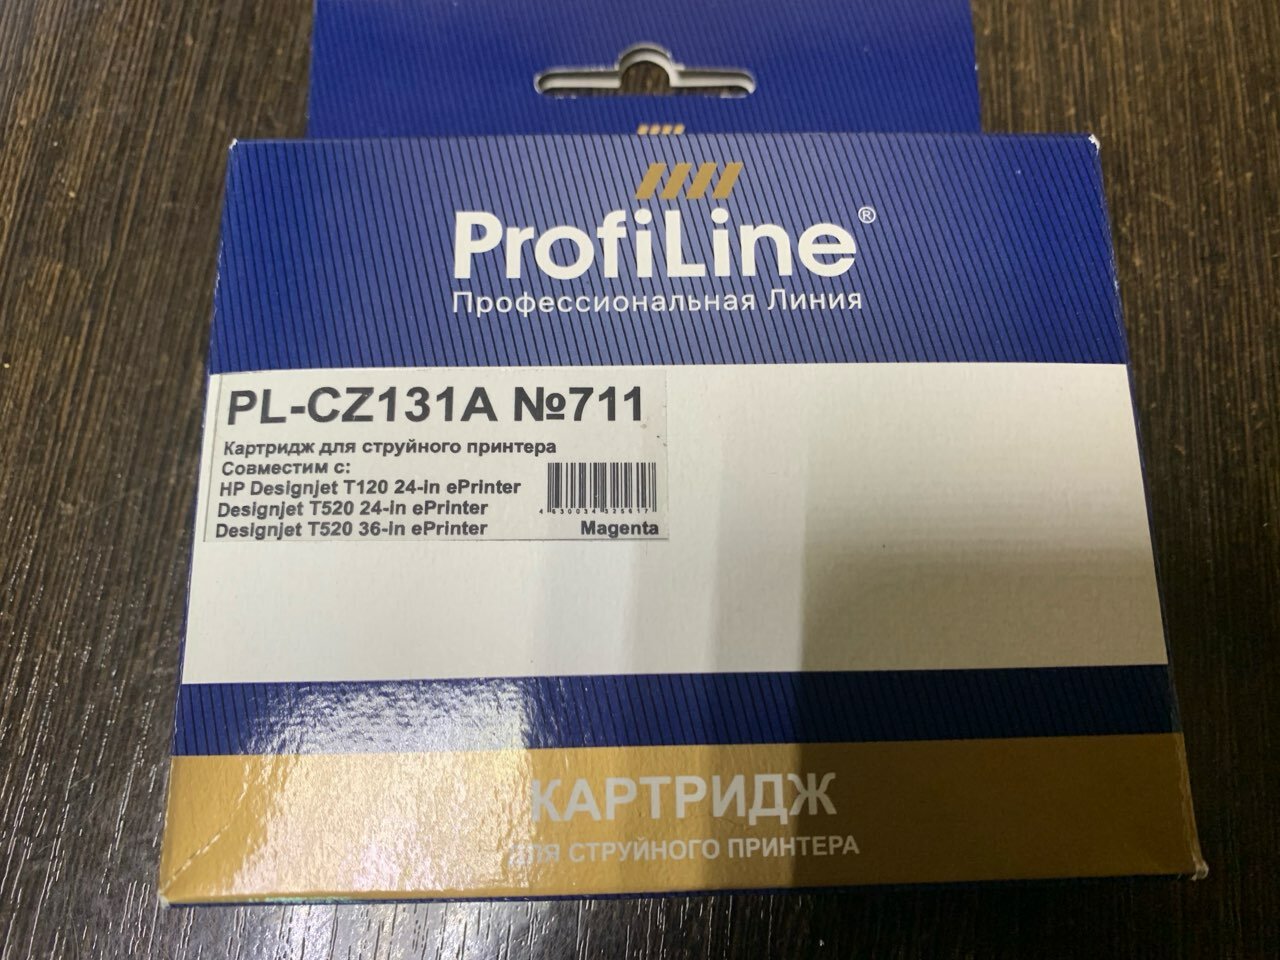 ProfiLine®
Профессиональная Линия
PL-CZ131A №711
Картридж для струйного принтера
Совместим с:
HP Designjet T120 24-in ePrinter
Designjet T520 24-in ePrinter
Designjet T520 36-in ePrinter
Magenta
КАРТРИДЖ
ДЛЯ СТРУЙНОГО ПРИНТЕРА